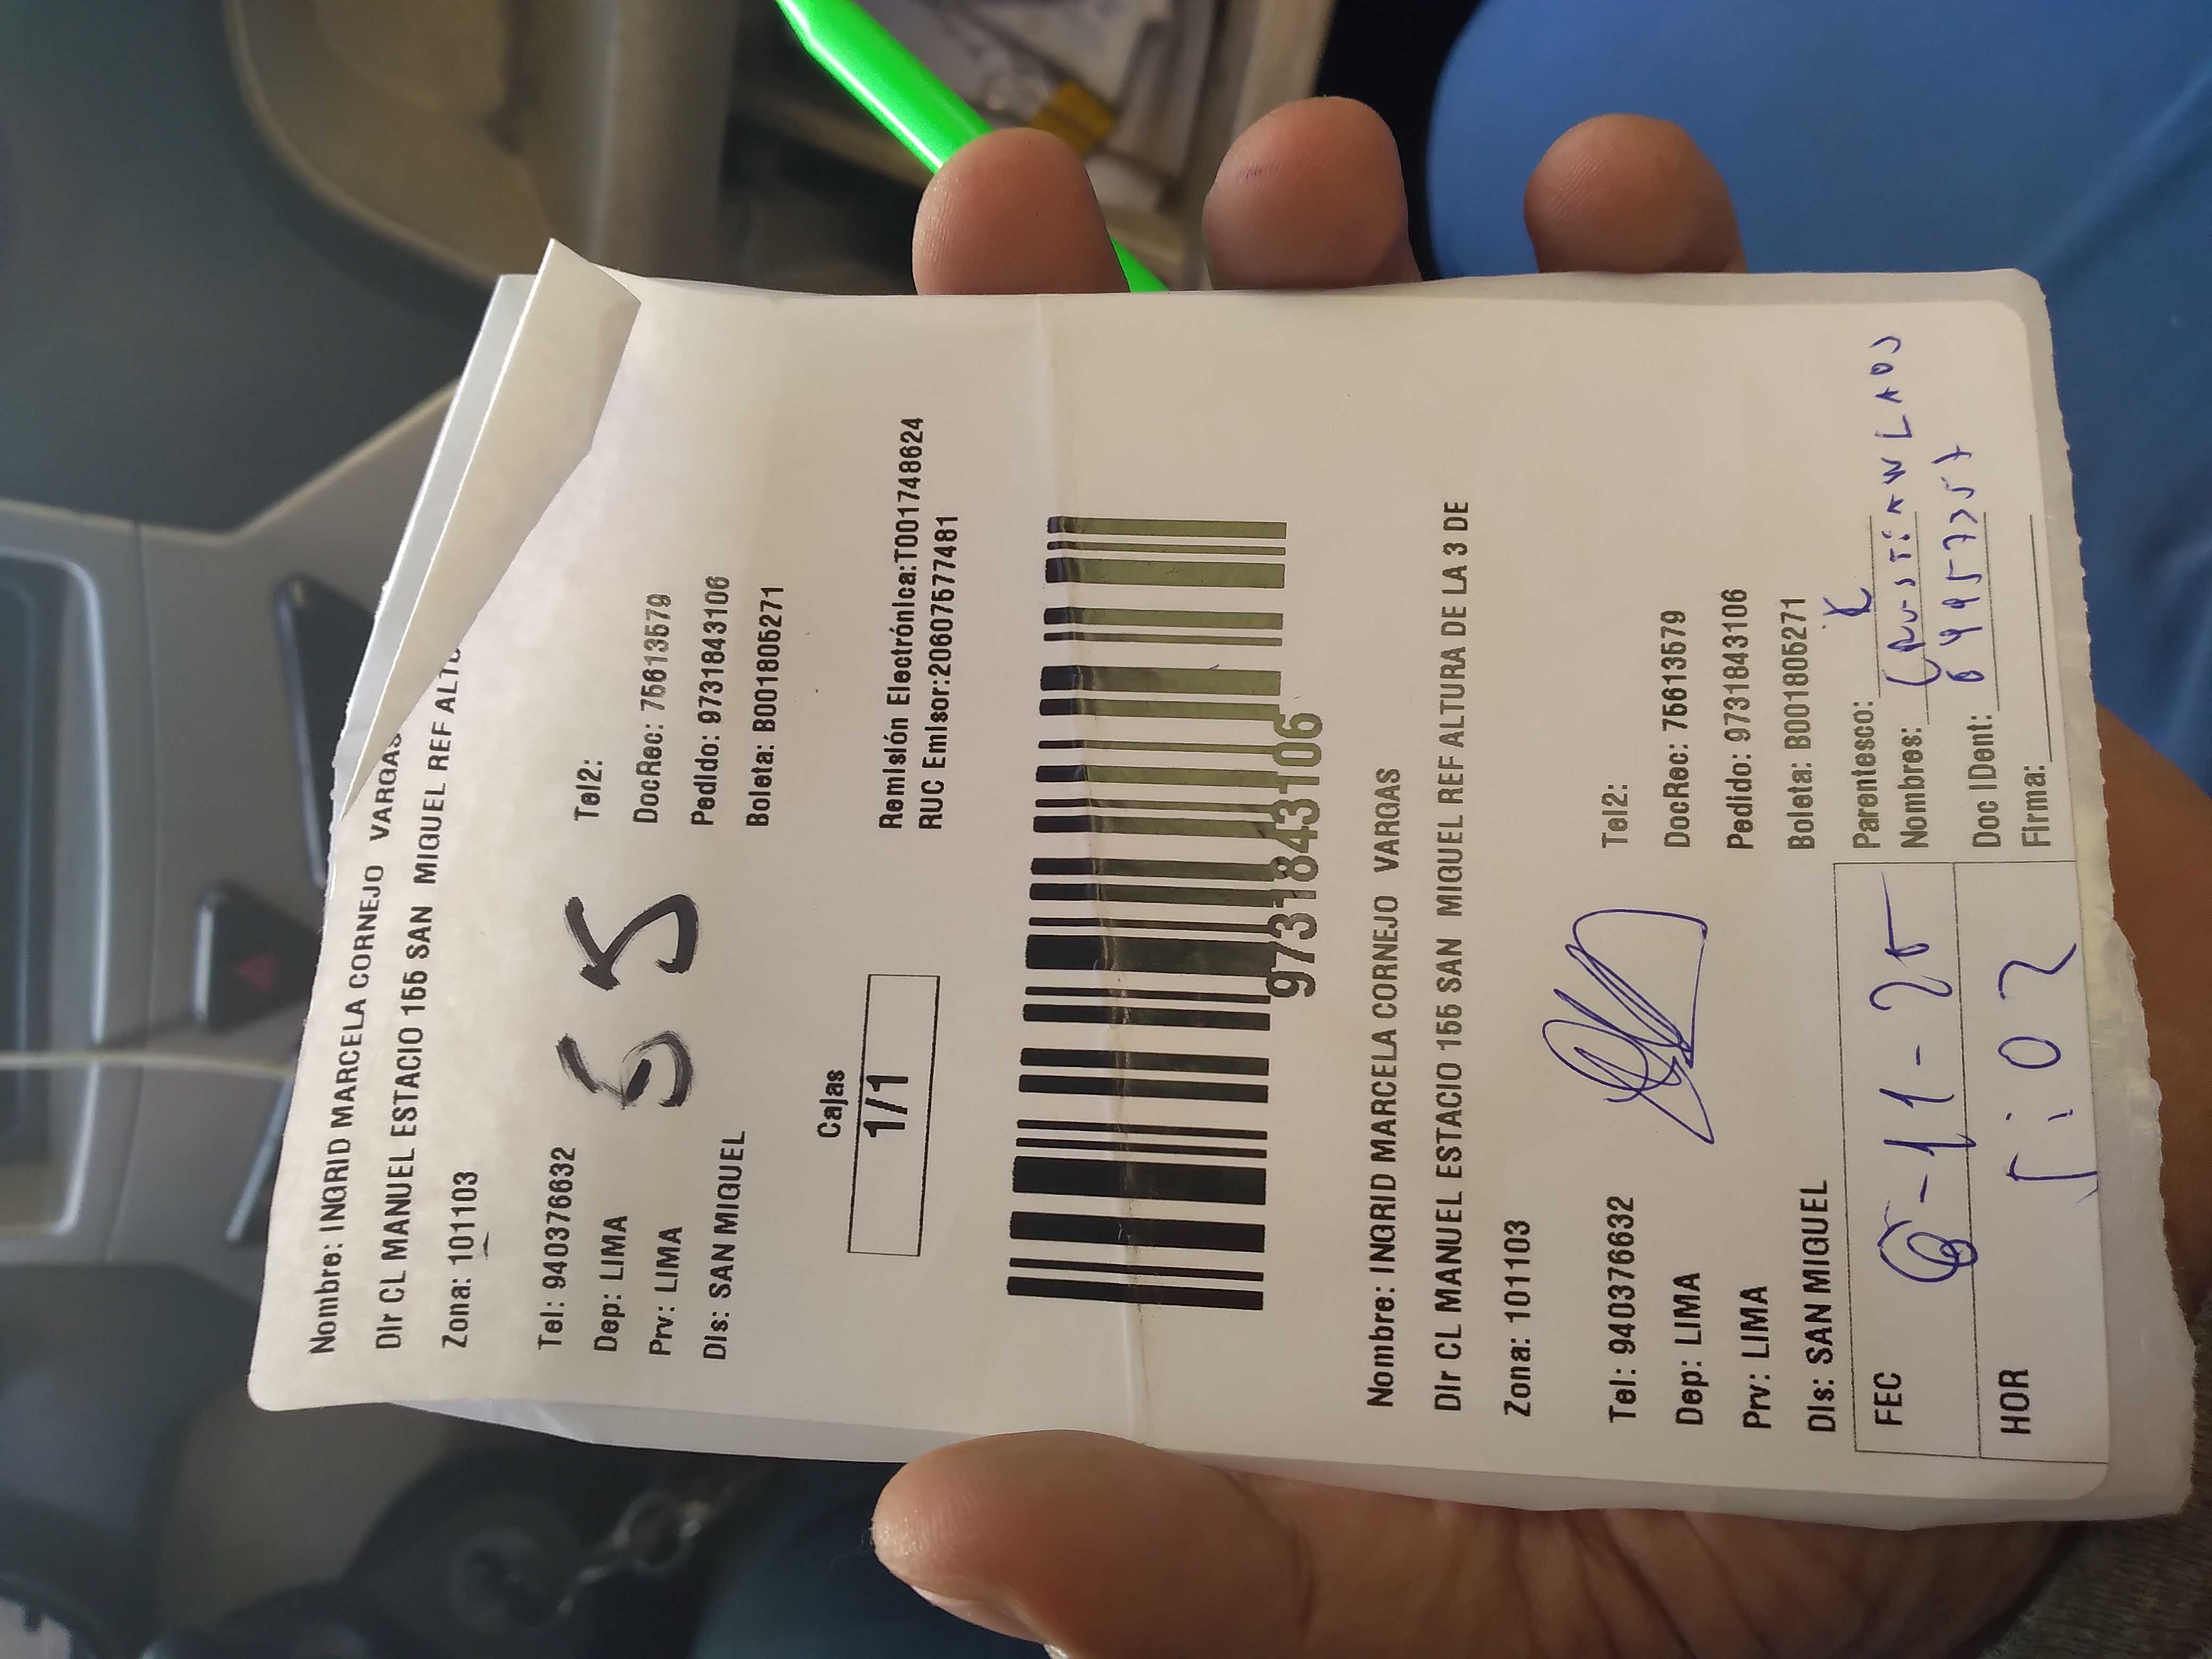 Nombre: INGRID MARCELA CORNEJO VARGAS
Dir CL MANUEL ESTACIO 155 SAN MIGUEL REF ALTU
Zona: 101103
Tel: 940376632
Tel2:
Dep: LIMA
DocRec: 75613579
Prv: LIMA
Pedido: 9731843106
Dis: SAN MIGUEL
Boleta: B001805271
55
Cajas
1/1
Remisión Electrónica:T001748624
RUC Emisor:20607577481
9731843106
Nombre: INGRID MARCELA CORNEJO VARGAS
Dir CL MANUEL ESTACIO 155 SAN MIGUEL REF ALTURA DE LA 3 DE
Zona: 101103
Tel: 940376632
Tel2:
Dep: LIMA
DocRec: 75613579
Prv: LIMA
Pedido: 9731843106
Dis: SAN MIGUEL
Boleta: B001805271
FEC
-11-25
HOR
5:02
Parentesco:
Nombres:
Doc IDent:
Firma: